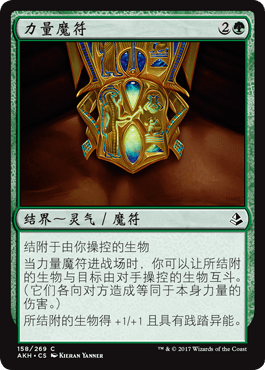 力量魔符 2
结界～灵气／魔符
结附于由你操控的生物
当力量魔符进战场时，你可以让所结附
的生物与目标由对手操控的生物互斗。
（它们各向对方造成等同于本身力量的
伤害。）
所结附的生物得 +1/+1 且具有践踏异能。
158/269 C
AKH • CS KIERAN YANNER
™ & © 2017 Wizards of the Coast